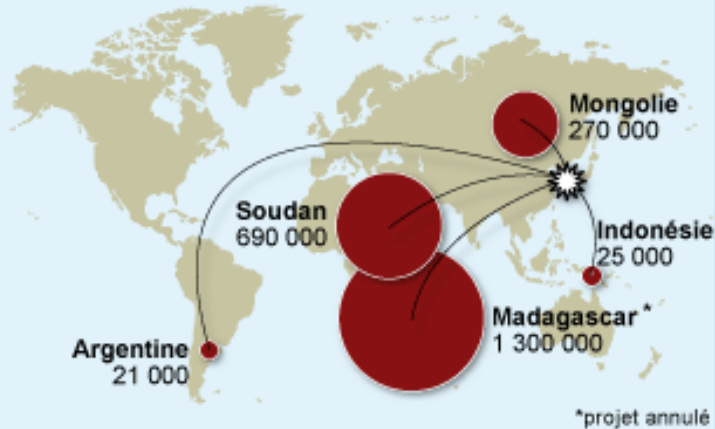 Mongolie
270 000
Soudan
690 000
Indonésie
25 000
Madagascar *
1 300 000
Argentine
21 000
*projet annulé